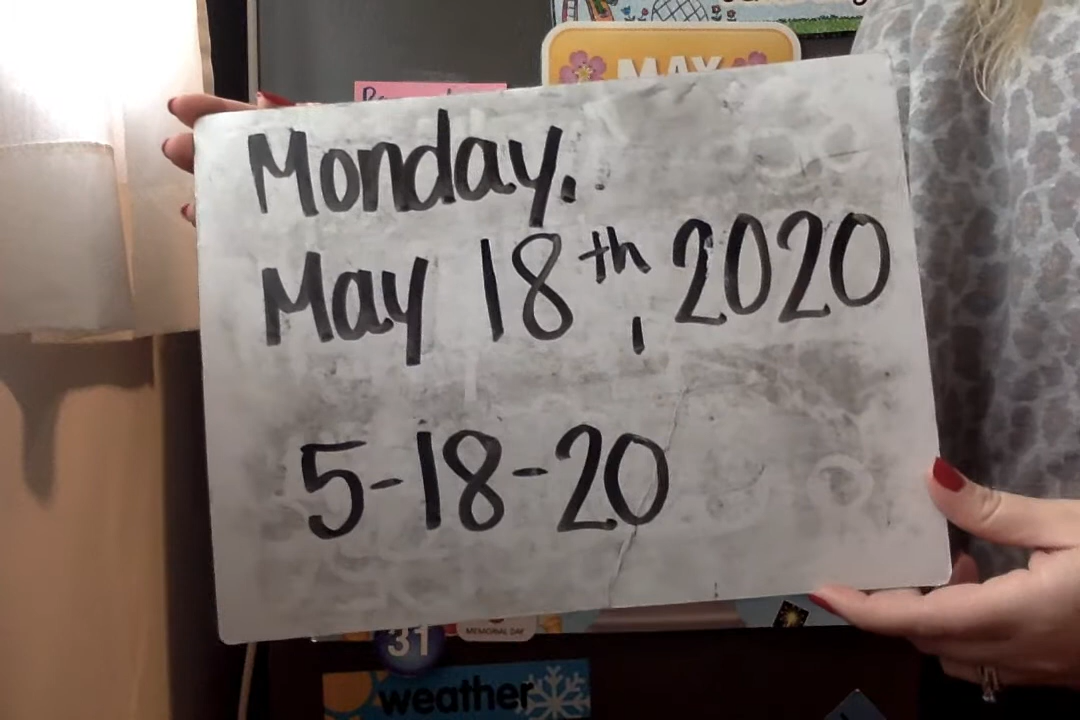 MAY
Monday.
May 18th, 2020
5-18-20
31
MEMORIAL DAY
weather